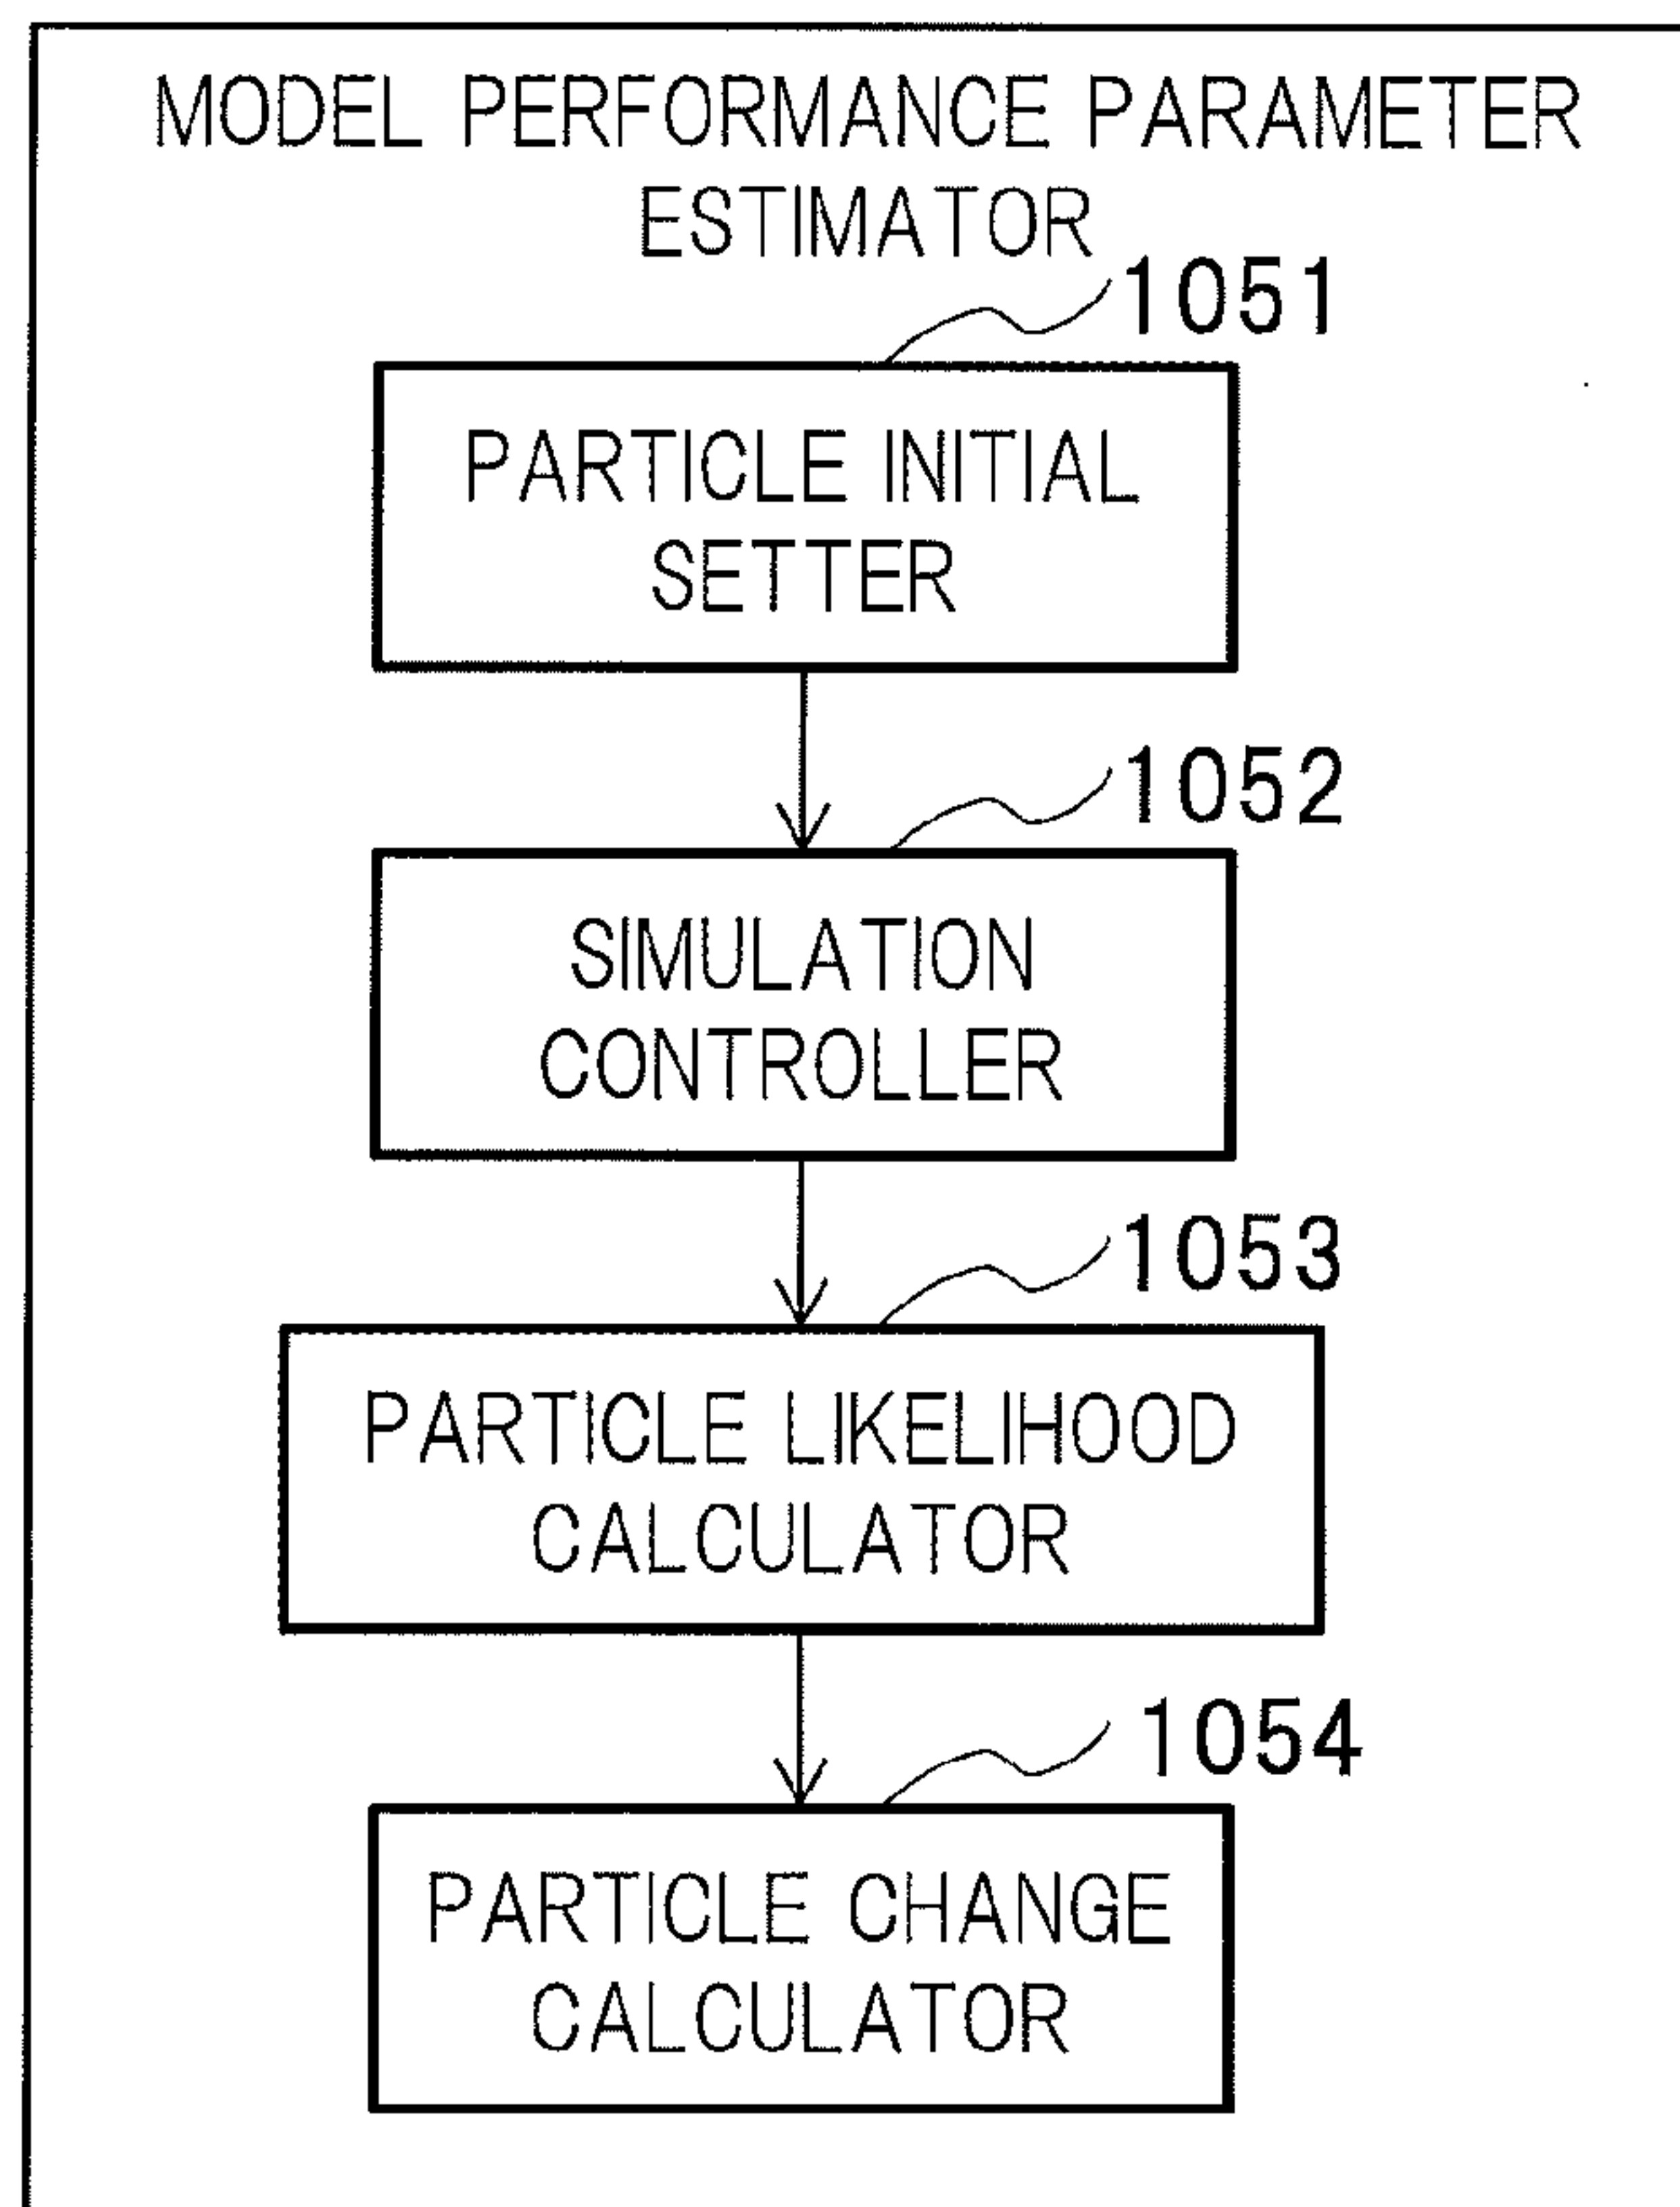 MODEL PERFORMANCE PARAMETER
ESTIMATOR
1051
PARTICLE INITIAL
SETTER
1052
SIMULATION
CONTROLLER
1053
PARTICLE LIKELIHOOD
CALCULATOR
1054
PARTICLE CHANGE
CALCULATOR